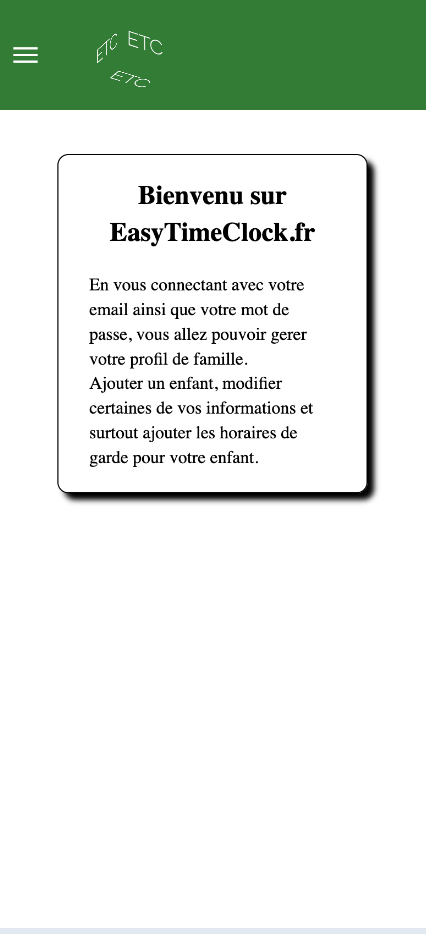 ETC ETC
ETC
Bienvenu sur
EasyTimeClock.fr
En vous connectant avec votre
email ainsi que votre mot de
passe, vous allez pouvoir gerer
votre profil de famille.
Ajouter un enfant, modifier
certaines de vos informations et
surtout ajouter les horaires de
garde pour votre enfant.